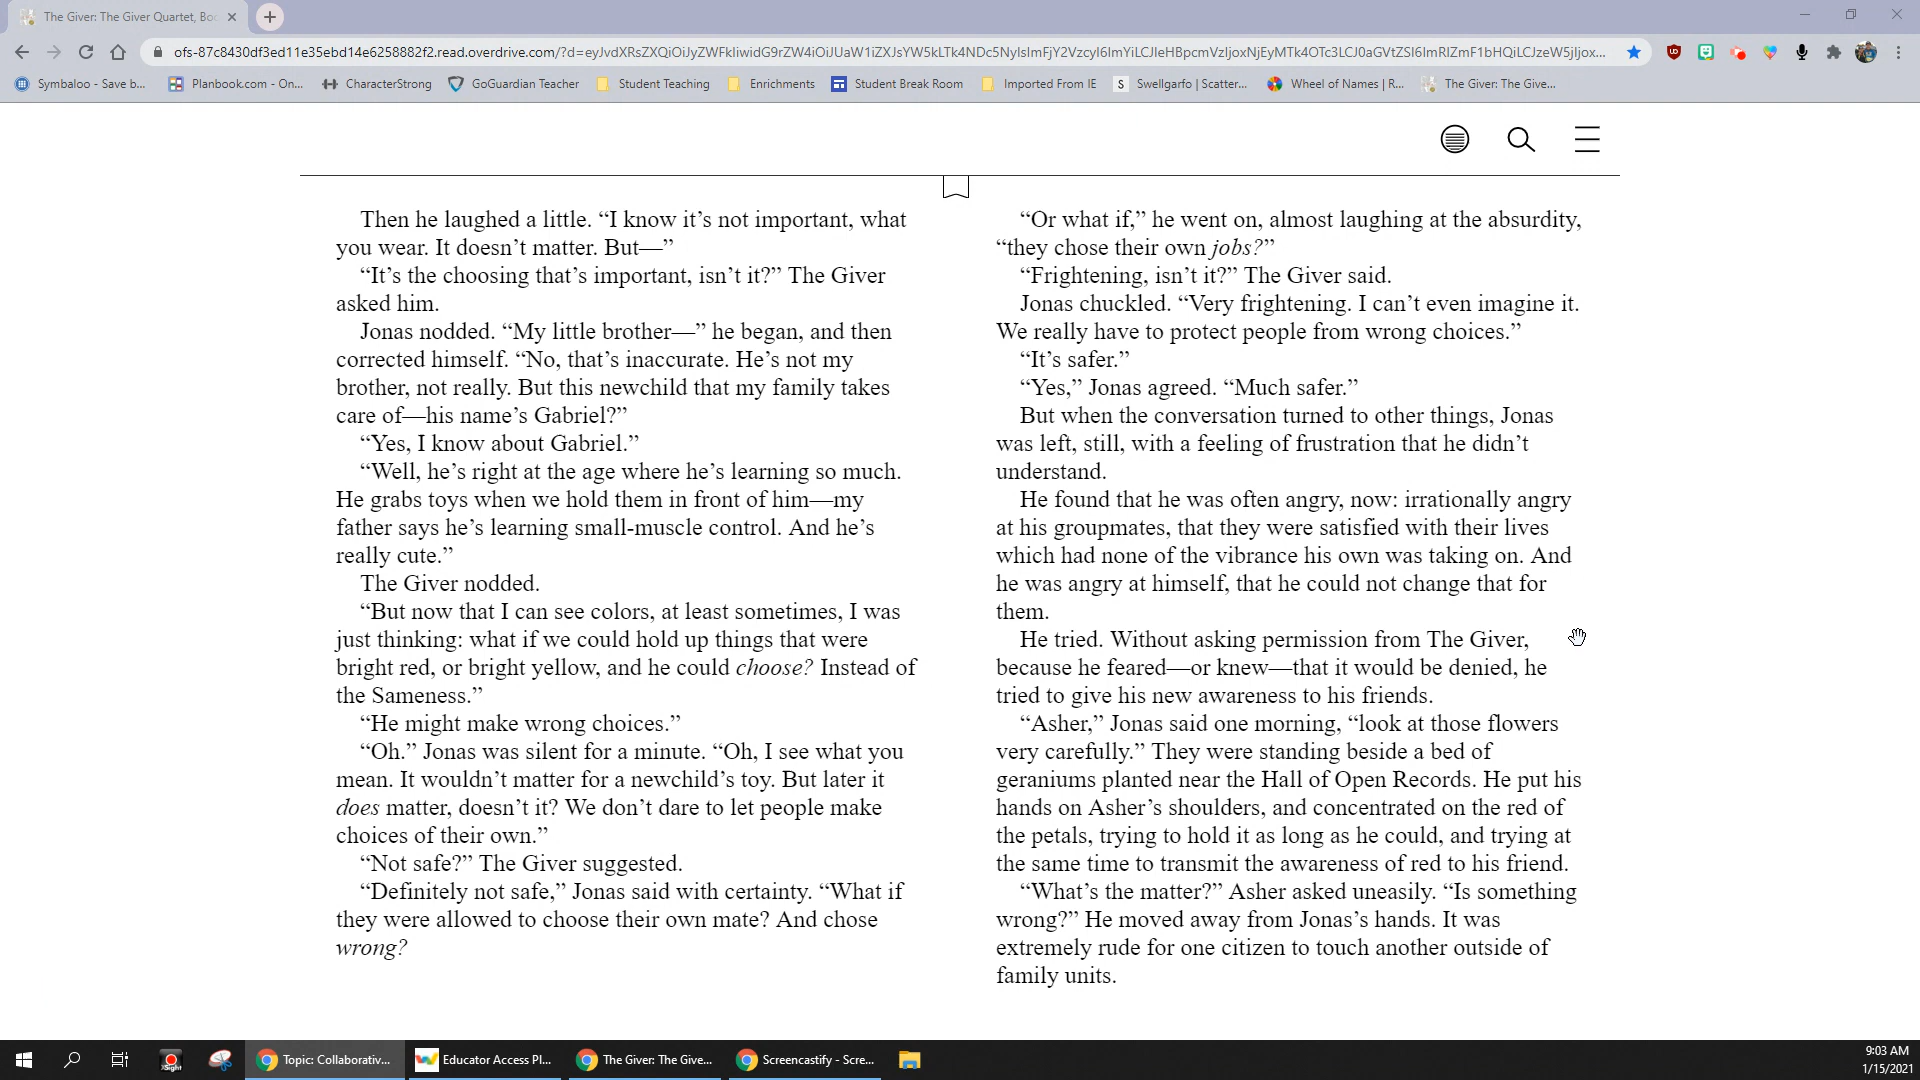 The Giver: The Giver Quartet, Boo
ofs-87c8430df3ed11e35ebd14e6258882f2.read.overdrive.com/?d=
Symbaloo - Save b...
Planbook.com - On...
CharacterStrong
GoGuardian Teacher
Student Teaching
Enrichments
Student Break Room
Imported From IE
Swellgarfo | Scatter...
Wheel of Names | R...
The Giver: The Give...
Then he laughed a little. “I know it’s not important, what
you wear. It doesn’t matter. But—”
“It’s the choosing that’s important, isn’t it?” The Giver
asked him.
Jonas nodded. “My little brother—” he began, and then
corrected himself. “No, that’s inaccurate. He’s not my
brother, not really. But this newchild that my family takes
care of—his name’s Gabriel?”
“Yes, I know about Gabriel.”
“Well, he’s right at the age where he’s learning so much.
He grabs toys when we hold them in front of him—my
father says he’s learning small-muscle control. And he’s
really cute.”
The Giver nodded.
“But now that I can see colors, at least sometimes, I was
just thinking: what if we could hold up things that were
bright red, or bright yellow, and he could choose? Instead of
the Sameness.”
“He might make wrong choices.”
“Oh.” Jonas was silent for a minute. “Oh, I see what you
mean. It wouldn’t matter for a newchild’s toy. But later it
does matter, doesn’t it? We don’t dare to let people make
choices of their own.”
“Not safe?” The Giver suggested.
“Definitely not safe,” Jonas said with certainty. “What if
they were allowed to choose their own mate? And chose
wrong?
“Or what if,” he went on, almost laughing at the absurdity,
“they chose their own jobs?”
“Frightening, isn’t it?” The Giver said.
Jonas chuckled. “Very frightening. I can’t even imagine it.
We really have to protect people from wrong choices.”
“It’s safer.”
“Yes,” Jonas agreed. “Much safer.”
But when the conversation turned to other things, Jonas
was left, still, with a feeling of frustration that he didn’t
understand.
He found that he was often angry, now: irrationally angry
at his groupmates, that they were satisfied with their lives
which had none of the vibrance his own was taking on. And
he was angry at himself, that he could not change that for
them.
He tried. Without asking permission from The Giver,
because he feared—or knew—that it would be denied, he
tried to give his new awareness to his friends.
“Asher,” Jonas said one morning, “look at those flowers
very carefully.” They were standing beside a bed of
geraniums planted near the Hall of Open Records. He put his
hands on Asher’s shoulders, and concentrated on the red of
the petals, trying to hold it as long as he could, and trying at
the same time to transmit the awareness of red to his friend.
“What’s the matter?” Asher asked uneasily. “Is something
wrong?” He moved away from Jonas’s hands. It was
extremely rude for one citizen to touch another outside of
family units.
Topic: Collaborativ...
Educator Access Pl...
The Giver: The Give...
Screencastify - Scre...
9:03 AM
1/15/2021